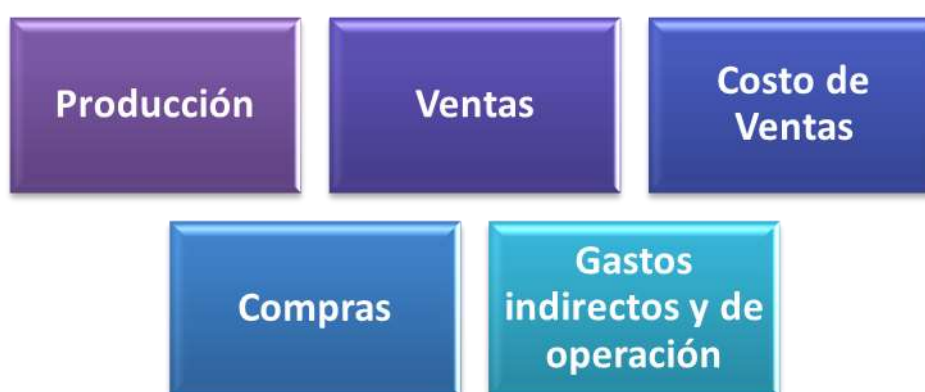 Producción
Ventas
Costo de
Ventas
Compras
Gastos
indirectos y de
operación